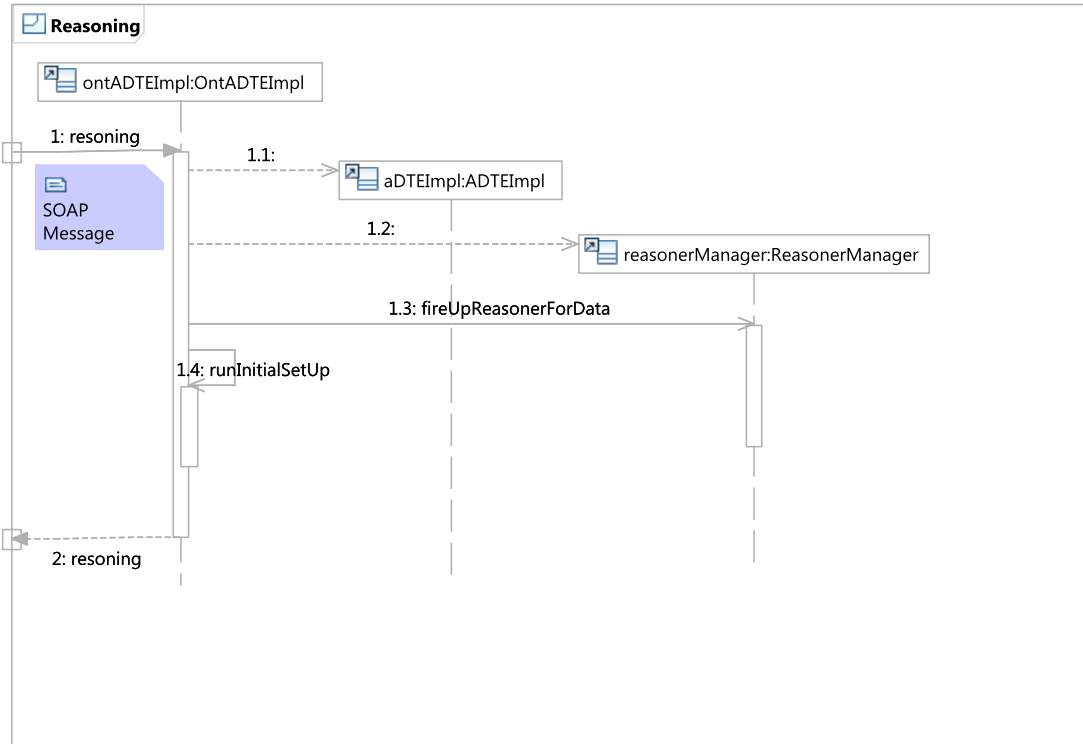 Reasoning
ontADTEImpl:OntADTEImpl
1: resoning
1.1:
aDTEImpl:ADTEImpl
SOAP
Message
1.2:
reasonerManager:ReasonerManager
1.3: fireUpReasonerForData
1.4: runInitialSetUp
2: resoning